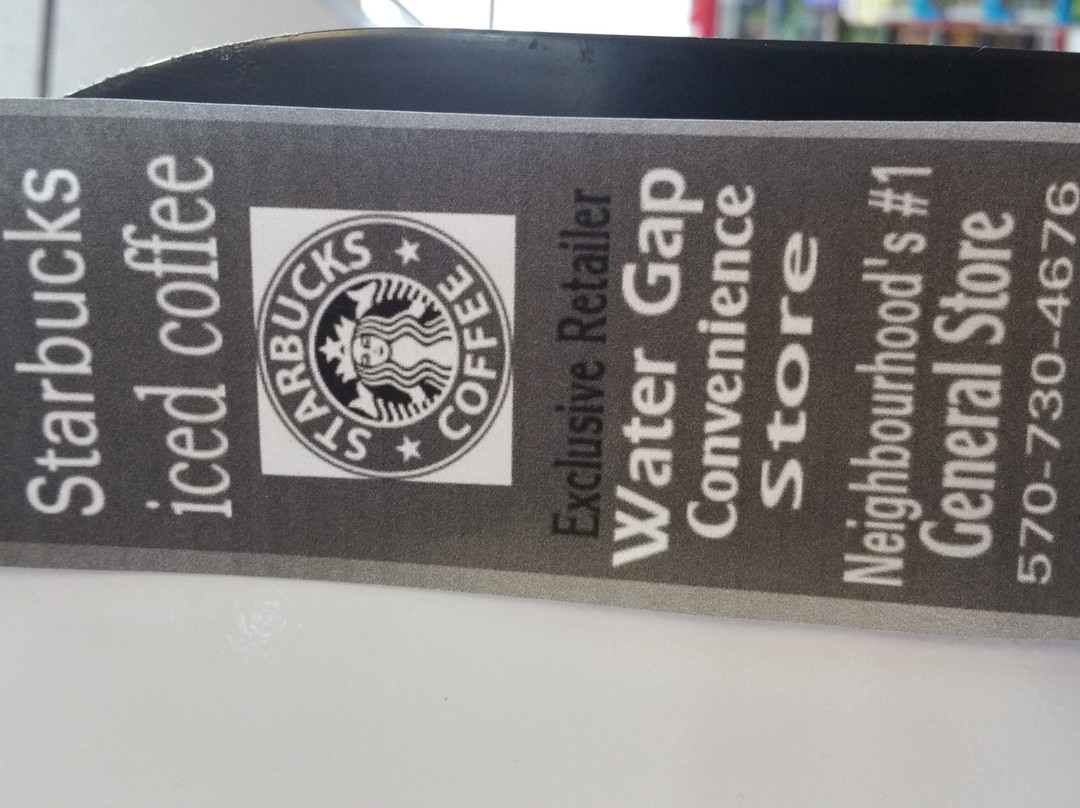 Starbucks
iced coffee
STARBUCKS
COFFEE
Exclusive Retailer
Water Gap
Convenience
Store
Neighbourhood's #1
General Store
570-730-4676